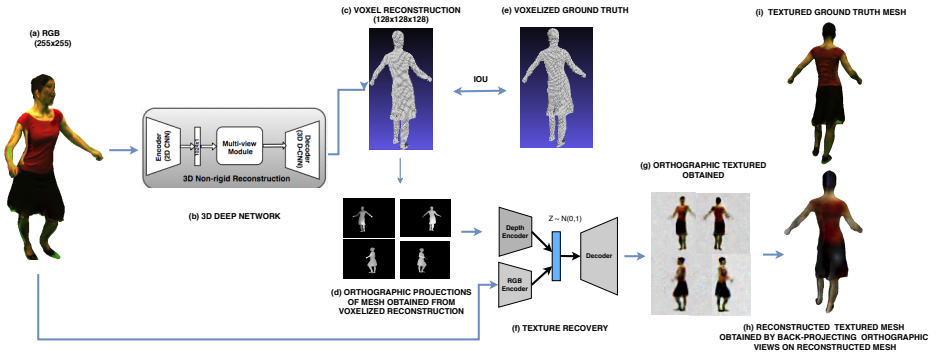 (a) RGB
(255x255)
Encoder
(2D CNN)
1024x1
Multi-view
Module
Decoder
(3D D-CNN)
3D Non-rigid Reconstruction
(b) 3D DEEP NETWORK
(c) VOXEL RECONSTRUCTION
(128x128x128)
IOU
(e) VOXELIZED GROUND TRUTH
(d) ORTHOGRAPHIC PROJECTIONS
OF MESH OBTAINED FROM
VOXELIZED RECONSTRUCTION
Depth
Encoder
RGB
Encoder
Z ~ N(0,1)
Decoder
(f) TEXTURE RECOVERY
(g) ORTHOGRAPHIC TEXTURED
OBTAINED
(i) TEXTURED GROUND TRUTH MESH
(h) RECONSTRUCTED TEXTURED MESH
OBTAINED BY BACK-PROJECTING ORTHOGRAPHIC
VIEWS ON RECONSTRUCTED MESH